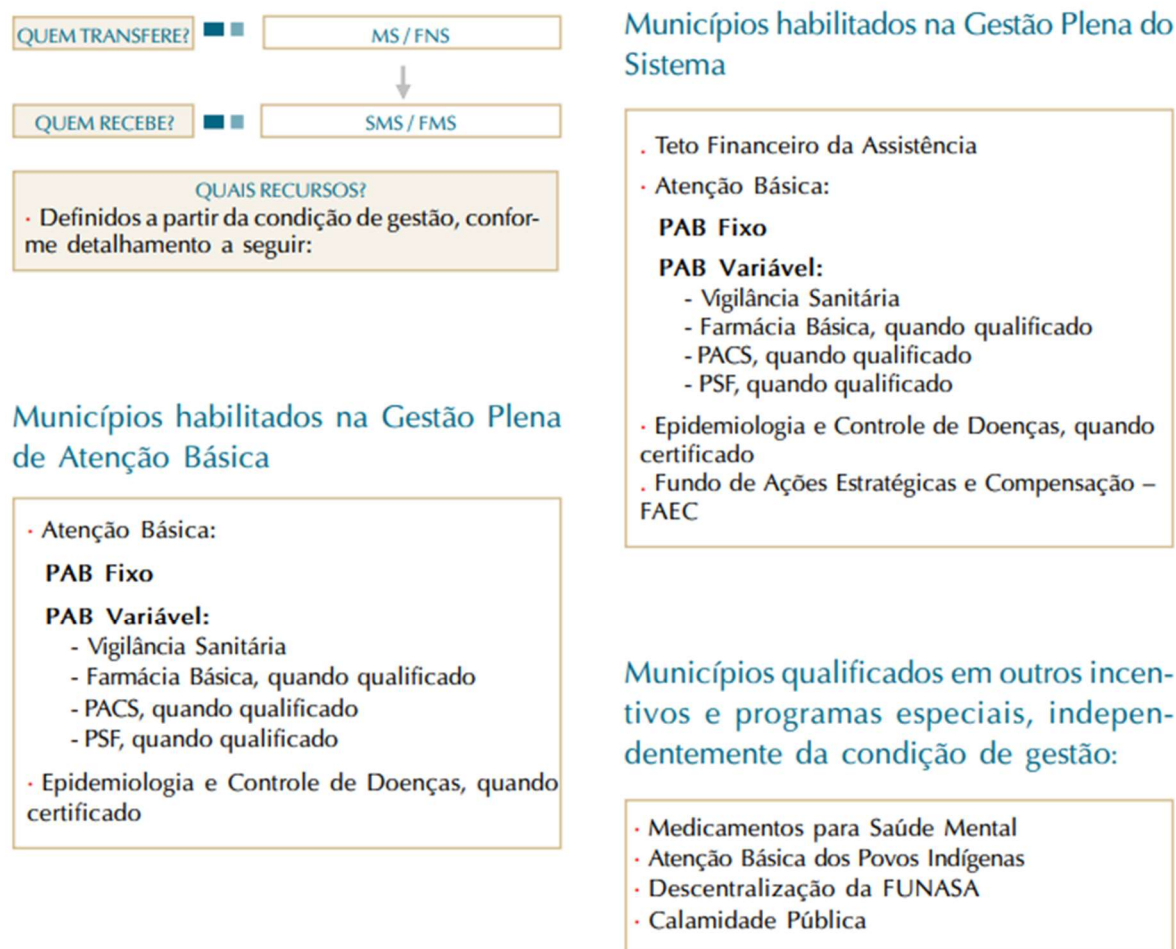 QUEM TRANSFERE?
MS / FNS
QUEM RECEBE?
SMS / FMS
QUAIS RECURSOS?
· Definidos a partir da condição de gestão, confor-
me detalhamento a seguir:
Municípios habilitados na Gestão Plena
de Atenção Básica
· Atenção Básica:
PAB Fixo
PAB Variável:
- Vigilância Sanitária
- Farmácia Básica, quando qualificado
- PACS, quando qualificado
- PSF, quando qualificado
· Epidemiologia e Controle de Doenças, quando
certificado
Municípios habilitados na Gestão Plena do
Sistema
. Teto Financeiro da Assistência
· Atenção Básica:
PAB Fixo
PAB Variável:
- Vigilância Sanitária
- Farmácia Básica, quando qualificado
- PACS, quando qualificado
- PSF, quando qualificado
· Epidemiologia e Controle de Doenças, quando
certificado
. Fundo de Ações Estratégicas e Compensação –
FAEC
Municípios qualificados em outros incen-
tivos e programas especiais, indepen-
dentemente da condição de gestão:
· Medicamentos para Saúde Mental
· Atenção Básica dos Povos Indígenas
· Descentralização da FUNASA
· Calamidade Pública